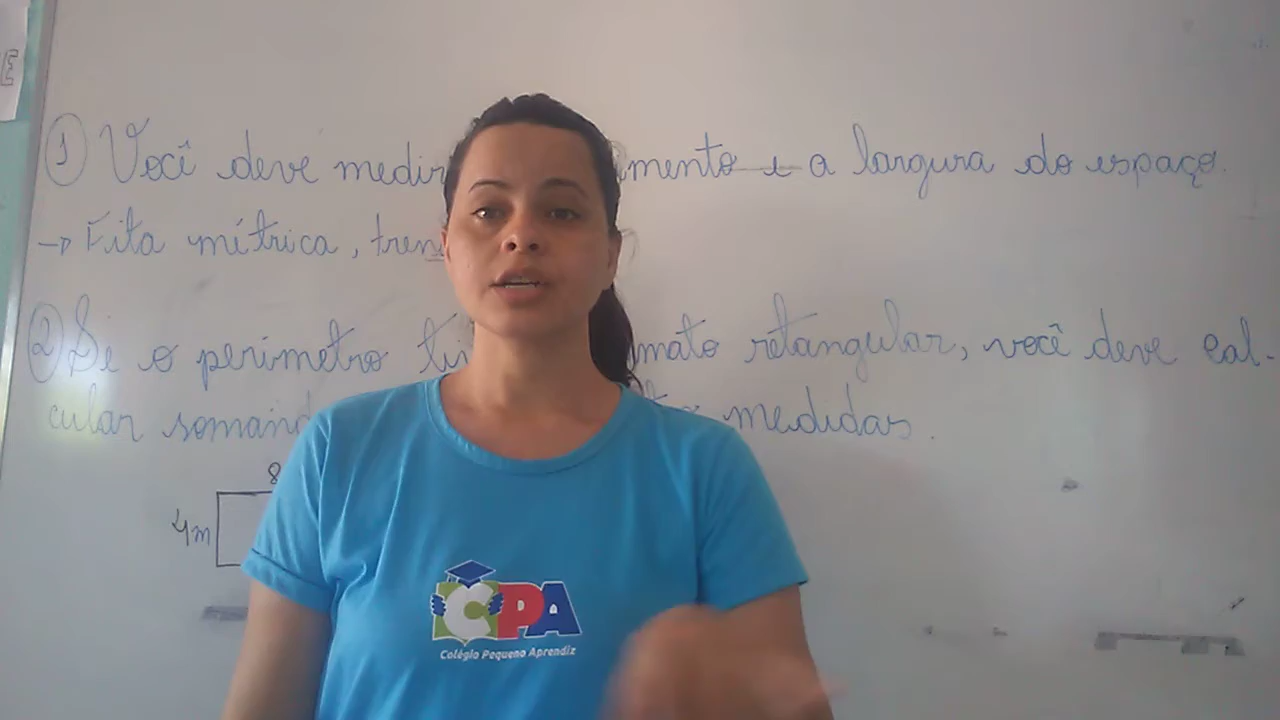 E
1 Você deve medir imento e a largura do espaço.
→ Fita métrica, tren
2 Se o perímetro ti mato retangular, você deve cal-
cular somand medidas.
8
4m
CPA
Colégio Pequeno Aprendiz